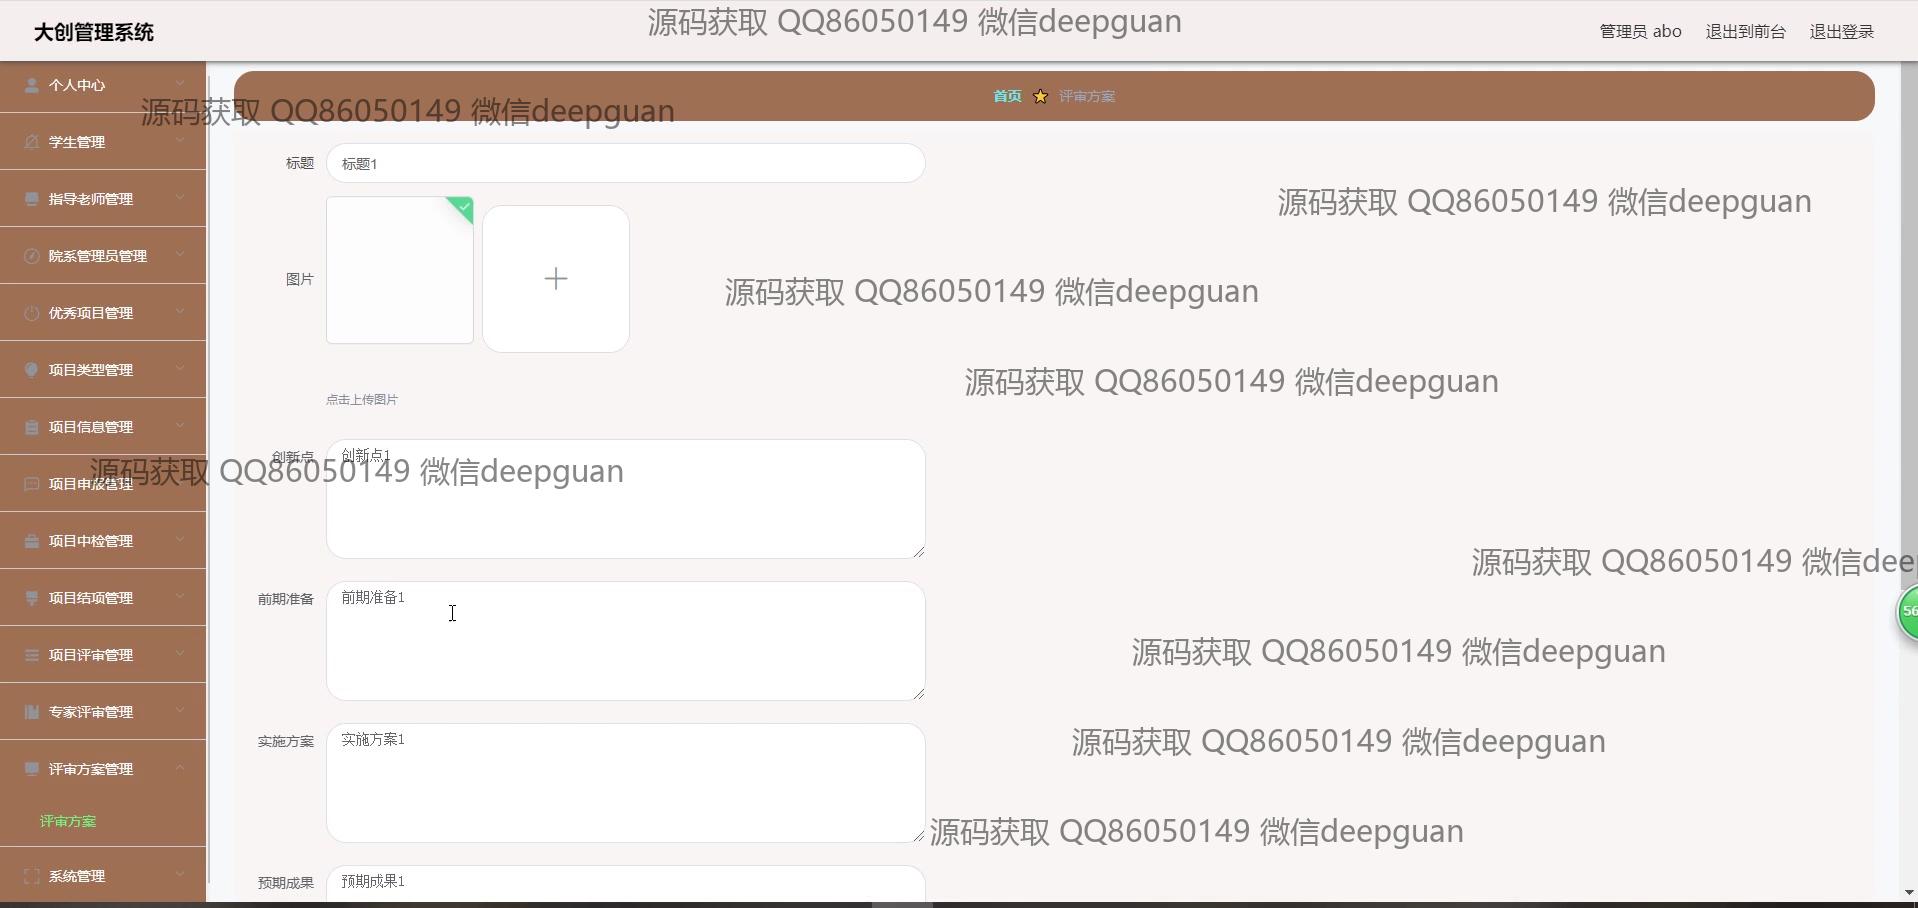 大创管理系统
源码获取 QQ86050149 微信deepguan
管理员 abo
退出到前台
退出登录
个人中心
源码获取 QQ86050149 微信deepguan
首页
评审方案
学生管理
标题
标题1
指导老师管理
源码获取 QQ86050149 微信deepguan
院系管理员管理
图片
源码获取 QQ86050149 微信deepguan
优秀项目管理
项目类型管理
源码获取 QQ86050149 微信deepguan
点击上传图片
项目信息管理
创新点
创新点1
源码获取 QQ86050149 微信deepguan
项目申报管理
项目中检管理
源码获取 QQ86050149 微信dee
项目结项管理
前期准备
前期准备1
56
项目评审管理
源码获取 QQ86050149 微信deepguan
专家评审管理
实施方案
实施方案1
源码获取 QQ86050149 微信deepguan
评审方案管理
评审方案
源码获取 QQ86050149 微信deepguan
系统管理
预期成果
预期成果1